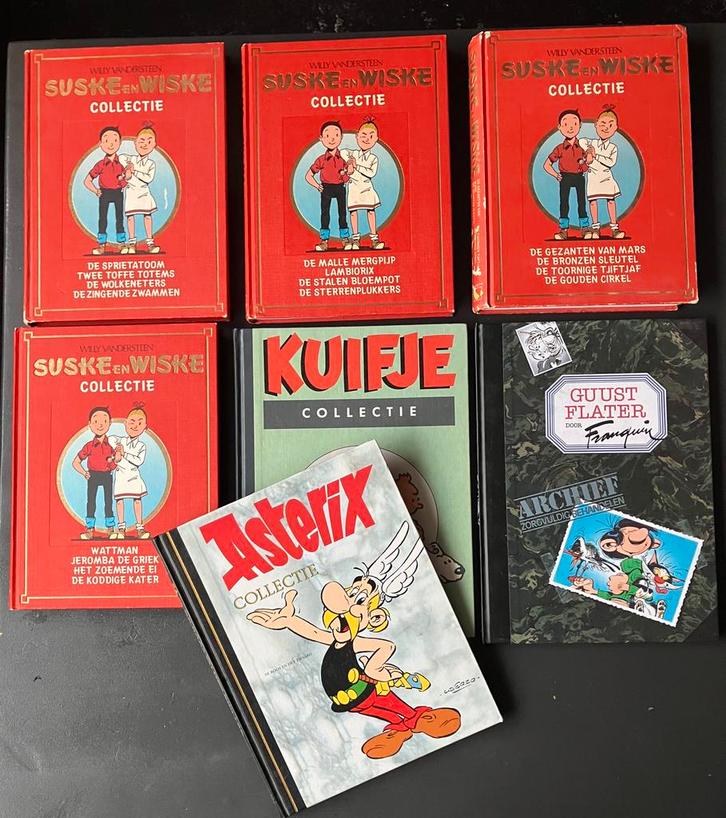 WILLY VANDERSTEEN
SUSKE EN WISKE
COLLECTIE
DE SPRIETATOOM
TWEE TOFFE TOTEMS
DE WOLKENETERS
DE ZINGENDE ZWAMMEN
WILLY VANDERSTEEN
SUSKE EN WISKE
COLLECTIE
DE MALLE MERGPIJP
LAMBIORIX
DE STALEN BLOEMPOT
DE STERRENPLUKKERS
WILLY VANDERSTEEN
SUSKE EN WISKE
COLLECTIE
DE GEZANTEN VAN MARS
DE BRONZEN SLEUTEL
DE TOORNIGE TJIFTJAF
DE GOUDEN CIRKEL
WILLY VANDERSTEEN
SUSKE EN WISKE
COLLECTIE
WATTMAN
JEROMBA DE GRIEK
HET ZOEMENDE EI
DE KODDIGE KATER
KUIFJE
COLLECTIE
GUUST
FLATER
DOOR
Franquin
ARCHIEF
ZORGVULDIG BEHANDELEN
Asterix
COLLECTIE
UDERZO